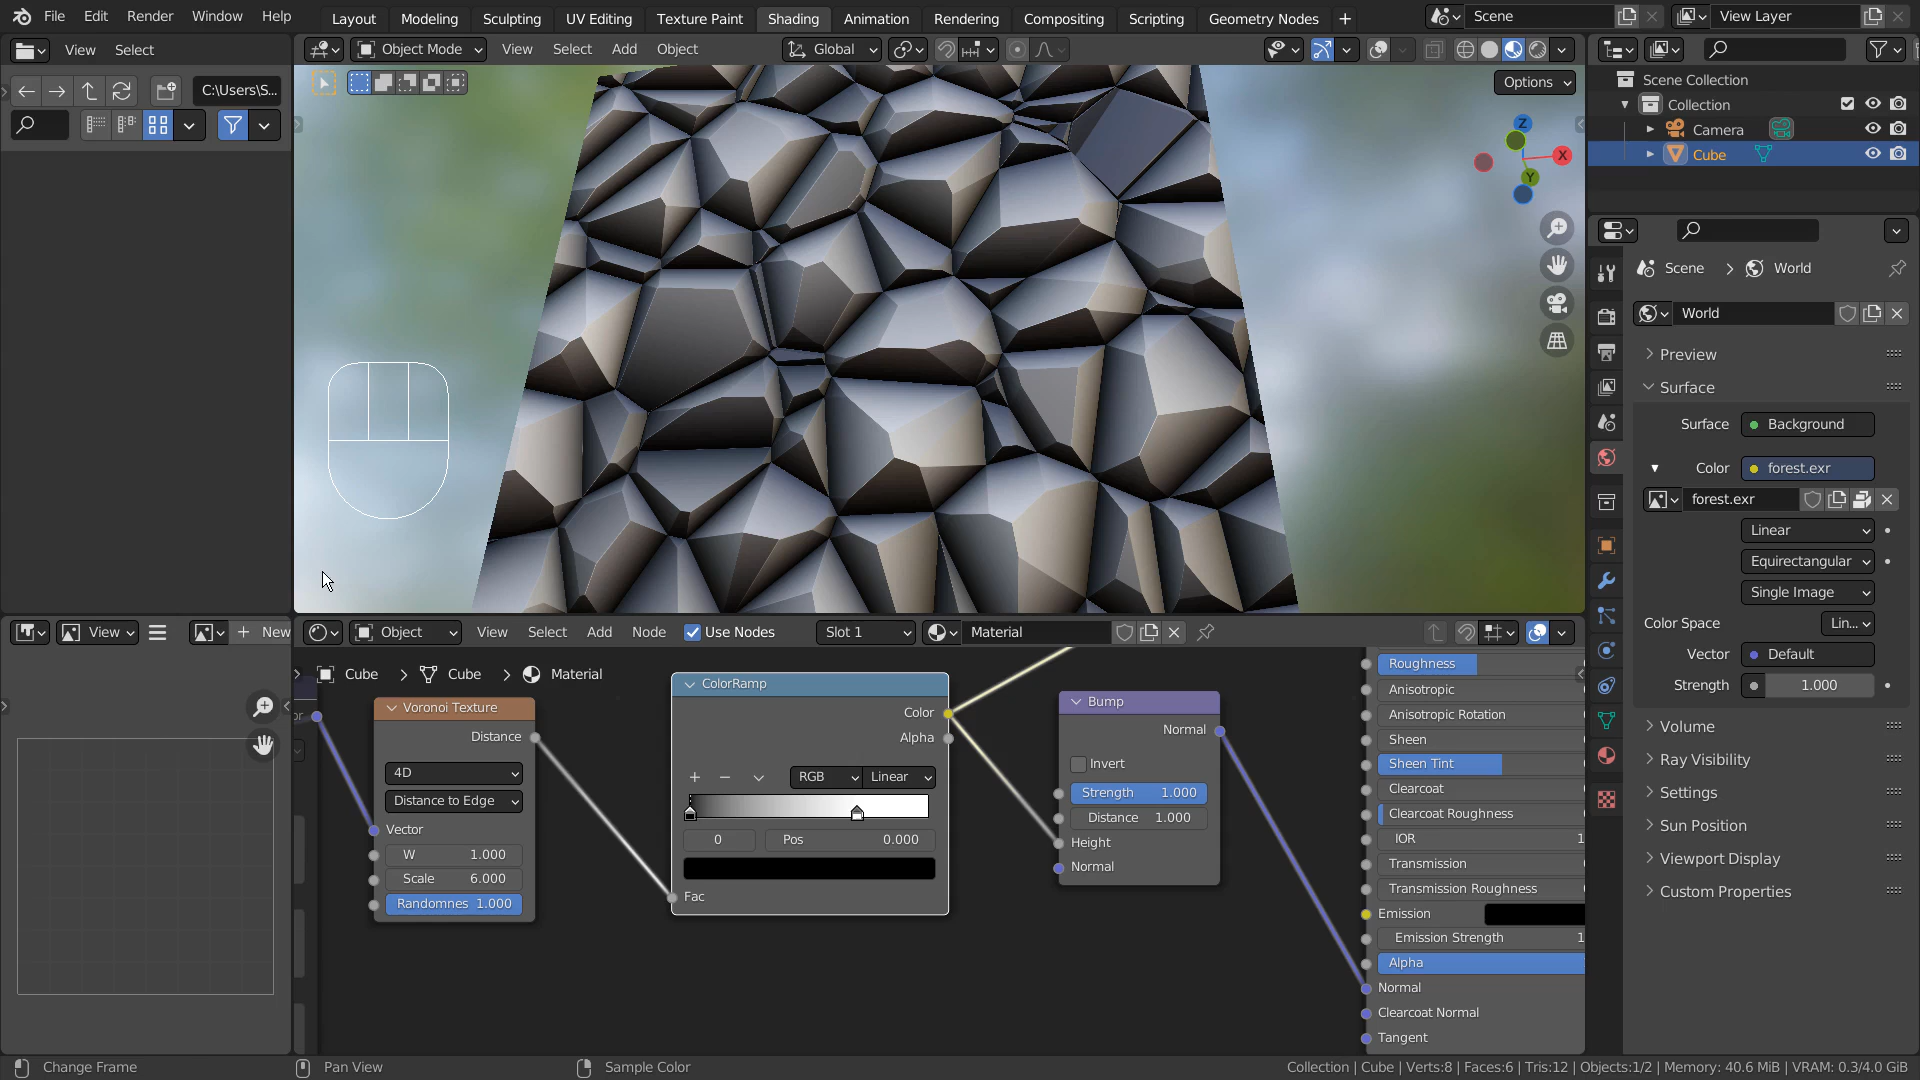 File Edit Render Window Help Layout Modeling Sculpting UV Editing Texture Paint Shading Animation Rendering Compositing Scripting Geometry Nodes + Scene View Layer
View Select
Object Mode View Select Add Object Global
C:\Users\S...
Options
Scene Collection
Collection
Camera
Cube
Z
X
Y
Scene > World
World
Preview
Surface
Surface Background
Color forest.exr
forest.exr
Linear
Equirectangular
Single Image
Color Space Lin...
Vector Default
Strength 1.000
Volume
Ray Visibility
Settings
Sun Position
Viewport Display
Custom Properties
View + New
Object View Select Add Node Use Nodes Slot 1 Material
Cube > Cube > Material
or
Voronoi Texture
Distance
4D
Distance to Edge
Vector
W 1.000
Scale 6.000
Randomnes 1.000
ColorRamp
Color
Alpha
+ − RGB Linear
0 Pos 0.000
Fac
Bump
Normal
Invert
Strength 1.000
Distance 1.000
Height
Normal
Roughness
Anisotropic
Anisotropic Rotation
Sheen
Sheen Tint
Clearcoat
Clearcoat Roughness
IOR 1
Transmission
Transmission Roughness
Emission
Emission Strength 1
Alpha
Normal
Clearcoat Normal
Tangent
Change Frame Pan View Sample Color Collection | Cube | Verts:8 | Faces:6 | Tris:12 | Objects:1/2 | Memory: 40.6 MiB | VRAM: 0.3/4.0 GiB